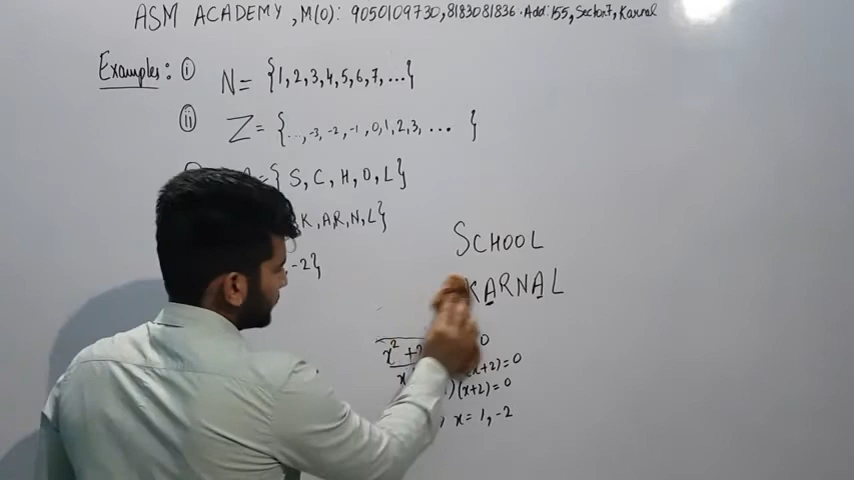 ASM ACADEMY, M(O): 9050109730, 8183081836. Add: 155, Sector 7, Karnal
Examples: (i) N = {1, 2, 3, 4, 5, 6, 7, ...}
(ii) Z = {..., -3, -2, -1, 0, 1, 2, 3, ... }
{S, C, H, O, L}
K, A, R, N, L}
-2}
SCHOOL
KARNAL
x² + 0
x +2) = 0
)(x+2) = 0
x = 1, -2